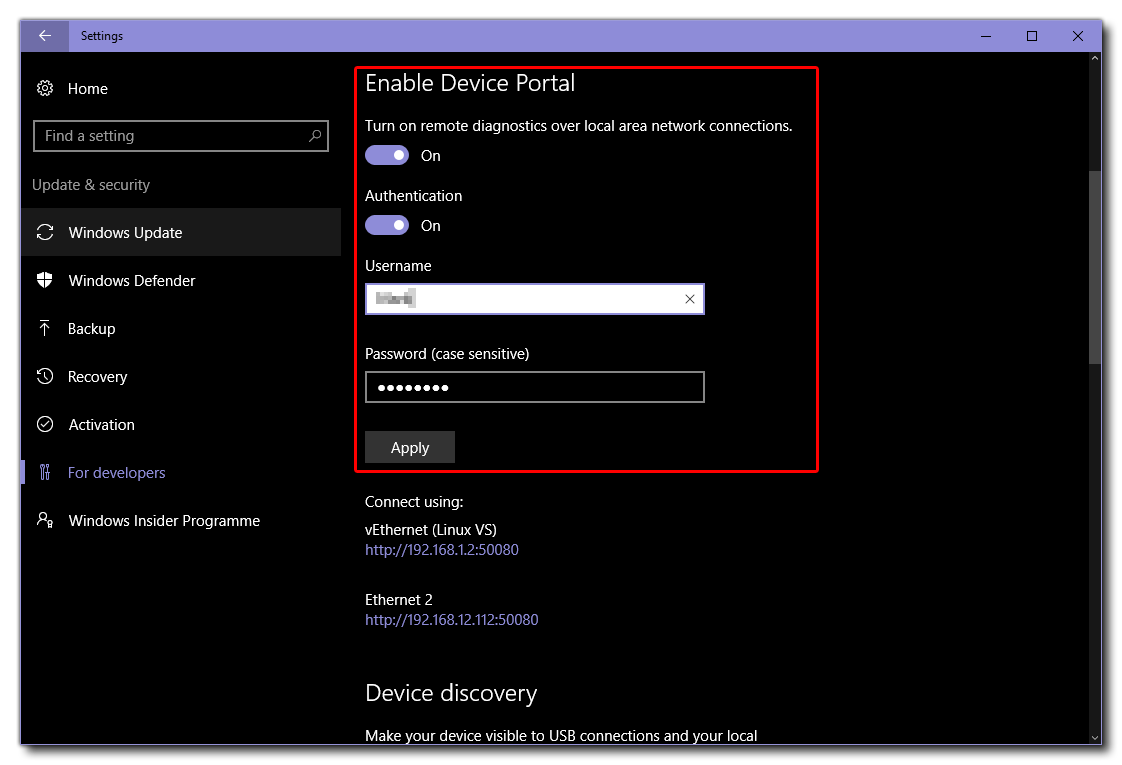 Settings
Home
Find a setting
Update & security
Windows Update
Windows Defender
Backup
Recovery
Activation
For developers
Windows Insider Programme
Enable Device Portal
Turn on remote diagnostics over local area network connections.
On
Authentication
On
Username
Password (case sensitive)
●●●●●●●●
Apply
Connect using:
vEthernet (Linux VS)
http://192.168.1.2:50080
Ethernet 2
http://192.168.12.112:50080
Device discovery
Make your device visible to USB connections and your local